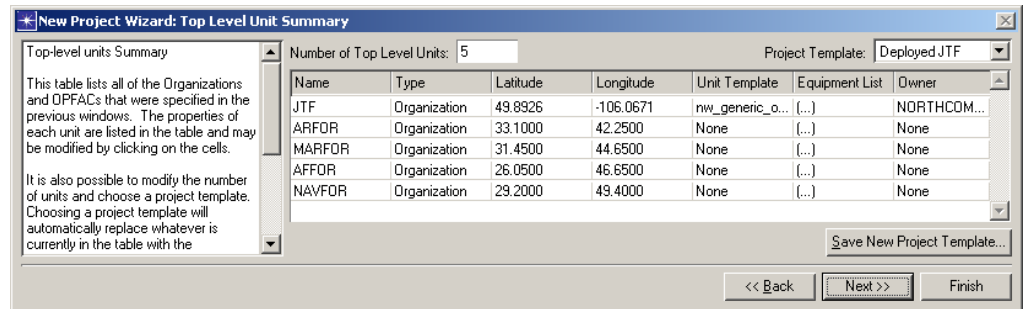 New Project Wizard: Top Level Unit Summary
Top-level units Summary
This table lists all of the Organizations
and OPFACs that were specified in the
previous windows. The properties of
each unit are listed in the table and may
be modified by clicking on the cells.
It is also possible to modify the number
of units and choose a project template.
Choosing a project template will
automatically replace whatever is
currently in the table with the
Number of Top Level Units: 5
Project Template: Deployed JTF
Name Type Latitude Longitude Unit Template Equipment List Owner
JTF Organization 49.8926 -106.0671 nw_generic_o... (...) NORTHCOM...
ARFOR Organization 33.1000 42.2500 None (...) None
MARFOR Organization 31.4500 44.6500 None (...) None
AFFOR Organization 26.0500 46.6500 None (...) None
NAVFOR Organization 29.2000 49.4000 None (...) None
Save New Project Template...
<< Back Next >> Finish